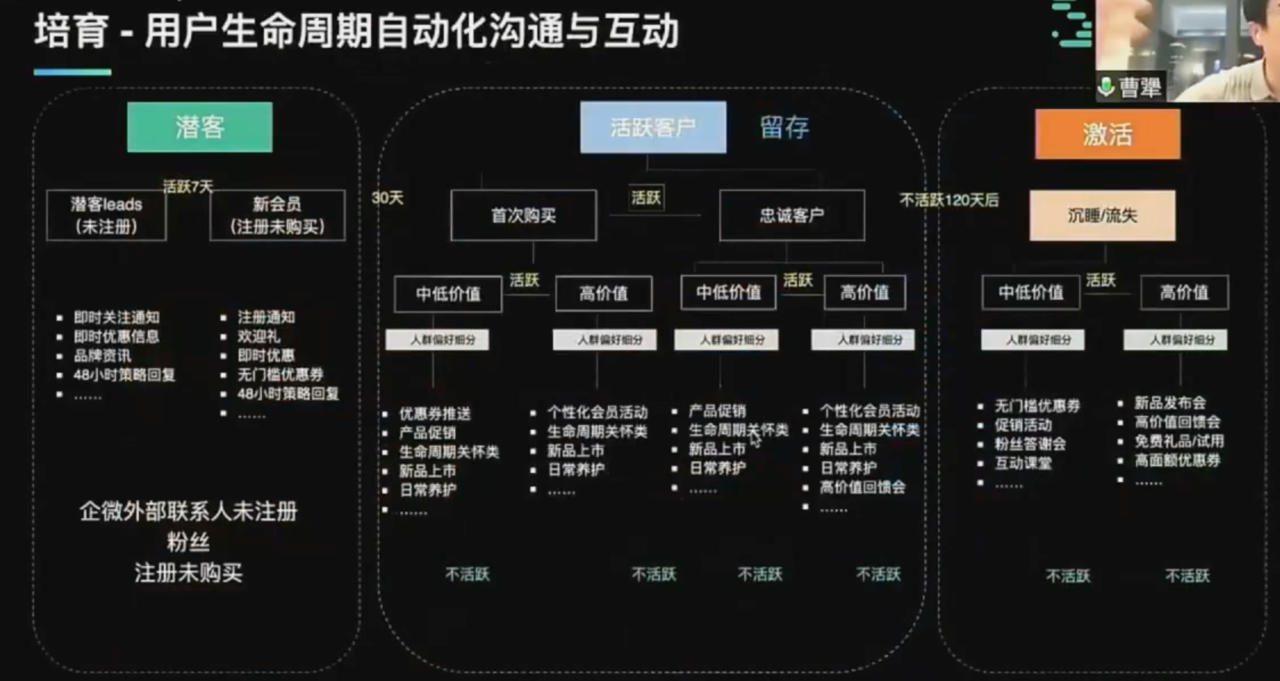 培育 - 用户生命周期自动化沟通与互动
曹犟
潜客
活跃7天
潜客leads
（未注册）
新会员
（注册未购买）
即时关注通知
即时优惠信息
品牌资讯
48小时策略回复
......
注册通知
欢迎礼
即时优惠
无门槛优惠券
48小时策略回复
......
企微外部联系人未注册
粉丝
注册未购买
30天
活跃客户
留存
首次购买
活跃
忠诚客户
中低价值
活跃
高价值
中低价值
活跃
高价值
人群偏好细分
人群偏好细分
人群偏好细分
人群偏好细分
优惠券推送
产品促销
生命周期关怀类
新品上市
日常养护
......
个性化会员活动
生命周期关怀类
新品上市
日常养护
......
产品促销
生命周期关怀类
新品上市
日常养护
......
个性化会员活动
生命周期关怀类
新品上市
日常养护
高价值回馈会
......
不活跃
不活跃
不活跃
不活跃
不活跃120天后
激活
沉睡/流失
中低价值
活跃
高价值
人群偏好细分
人群偏好细分
无门槛优惠券
促销活动
粉丝答谢会
互动课堂
......
新品发布会
高价值回馈会
免费礼品/试用
高面额优惠券
......
不活跃
不活跃